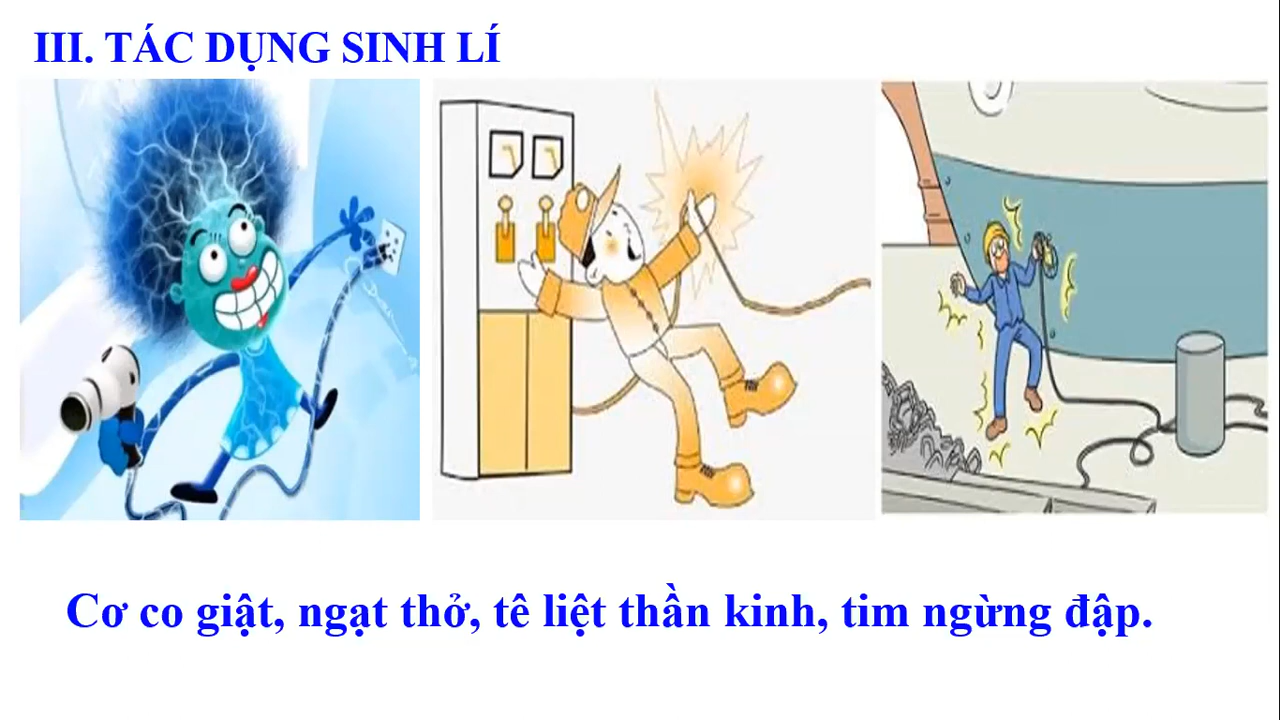 III. TÁC DỤNG SINH LÍ
Cơ co giật, ngạt thở, tê liệt thần kinh, tim ngừng đập.